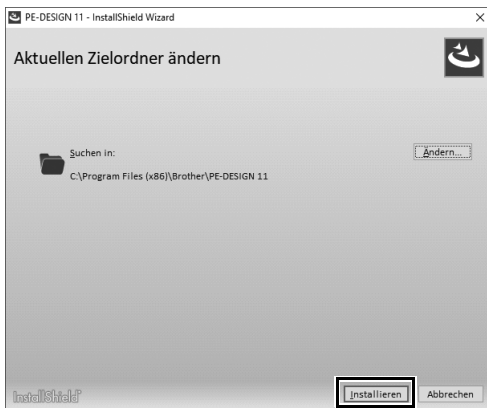 PE-DESIGN 11 - InstallShield Wizard
Aktuellen Zielordner ändern
Suchen in:
Ändern...
C:\Program Files (x86)\Brother\PE-DESIGN 11
InstallShield
Installieren
Abbrechen